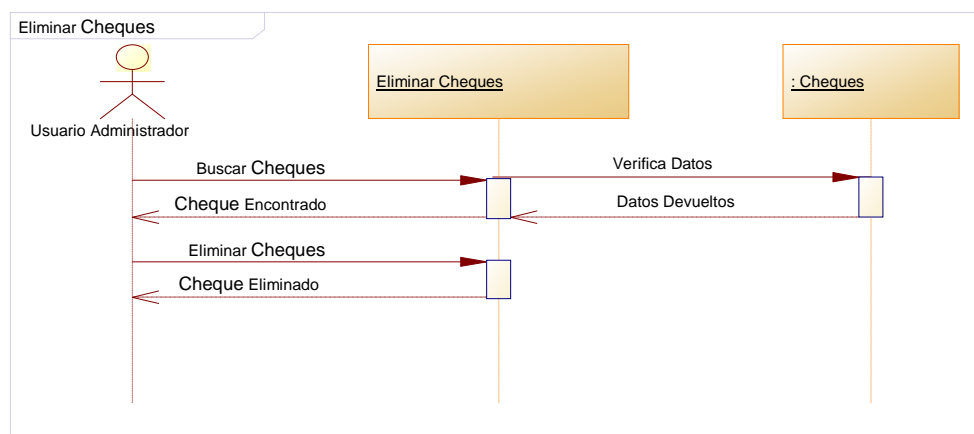 Eliminar Cheques
Eliminar Cheques
: Cheques
Usuario Administrador
Buscar Cheques
Verifica Datos
Cheque Encontrado
Datos Devueltos
Eliminar Cheques
Cheque Eliminado